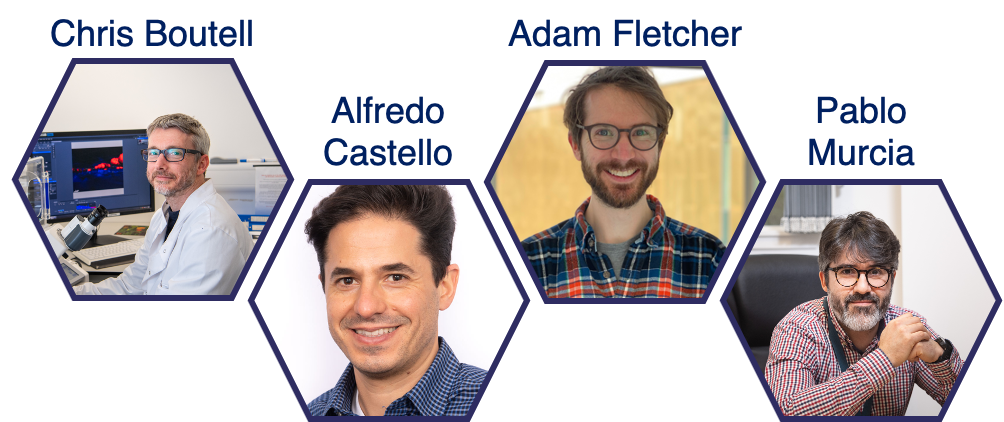 Chris Boutell
Alfredo
Castello
Adam Fletcher
Pablo
Murcia